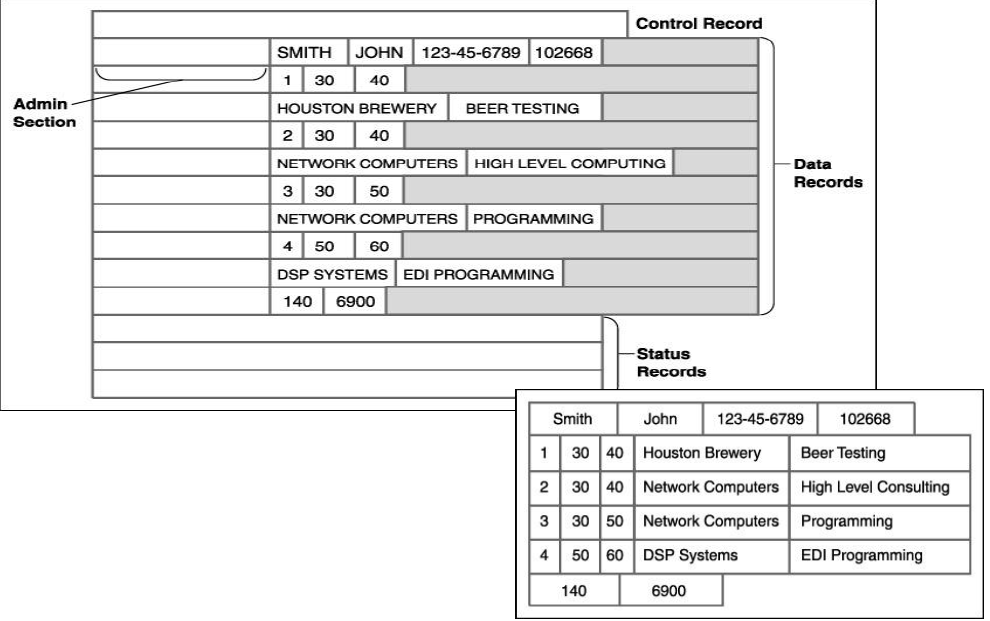 Control Record
SMITH JOHN 123-45-6789 102668
1 30 40
Admin
Section
HOUSTON BREWERY BEER TESTING
2 30 40
NETWORK COMPUTERS HIGH LEVEL COMPUTING
Data
Records
3 30 50
NETWORK COMPUTERS PROGRAMMING
4 50 60
DSP SYSTEMS EDI PROGRAMMING
140 6900
Status
Records
Smith John 123-45-6789 102668
1 30 40 Houston Brewery Beer Testing
2 30 40 Network Computers High Level Consulting
3 30 50 Network Computers Programming
4 50 60 DSP Systems EDI Programming
140 6900